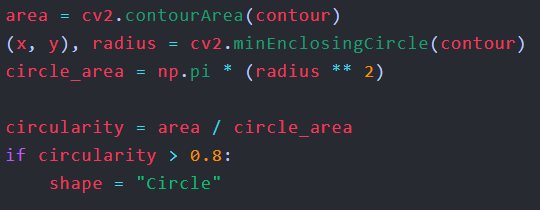 area = cv2.contourArea(contour)
(x, y), radius = cv2.minEnclosingCircle(contour)
circle_area = np.pi * (radius ** 2)
circularity = area / circle_area
if circularity > 0.8:
    shape = "Circle"